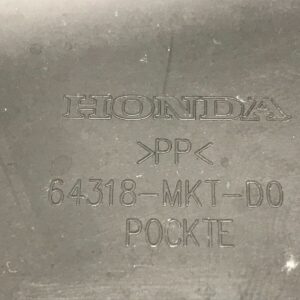 HONDA
>PP<
64318-MKT-D0
POCKTE